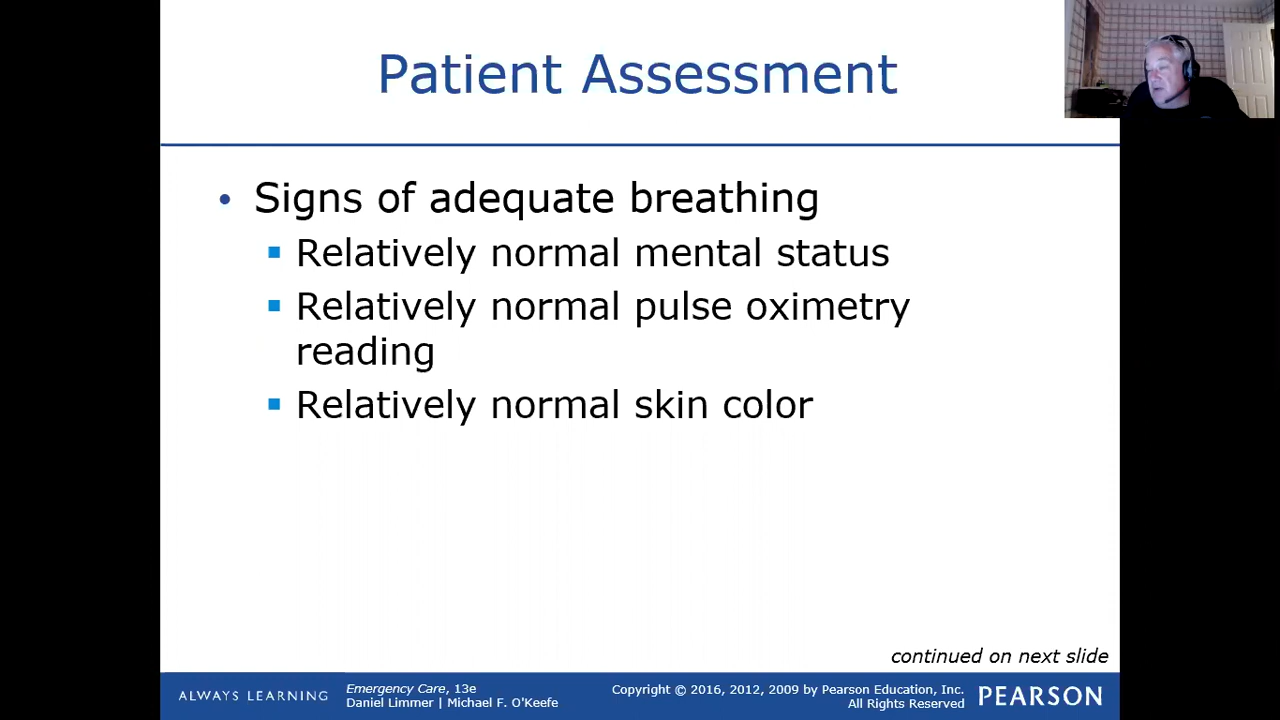 Patient Assessment
• Signs of adequate breathing
▪ Relatively normal mental status
▪ Relatively normal pulse oximetry
reading
▪ Relatively normal skin color
continued on next slide
ALWAYS LEARNING
Emergency Care, 13e
Daniel Limmer | Michael F. O'Keefe
Copyright © 2016, 2012, 2009 by Pearson Education, Inc.
All Rights Reserved
PEARSON